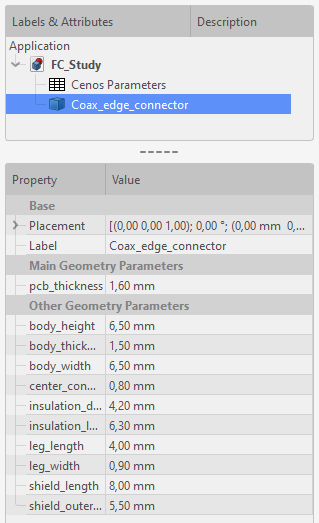 Labels & Attributes Description
Application
FC_Study
Cenos Parameters
Coax_edge_connector
Property Value
Base
Placement [(0,00 0,00 1,00); 0,00 °; (0,00 mm 0,...
Label Coax_edge_connector
Main Geometry Parameters
pcb_thickness 1,60 mm
Other Geometry Parameters
body_height 6,50 mm
body_thick... 1,50 mm
body_width 6,50 mm
center_con... 0,80 mm
insulation_d... 4,20 mm
insulation_l... 6,30 mm
leg_length 4,00 mm
leg_width 0,90 mm
shield_length 8,00 mm
shield_outer... 5,50 mm